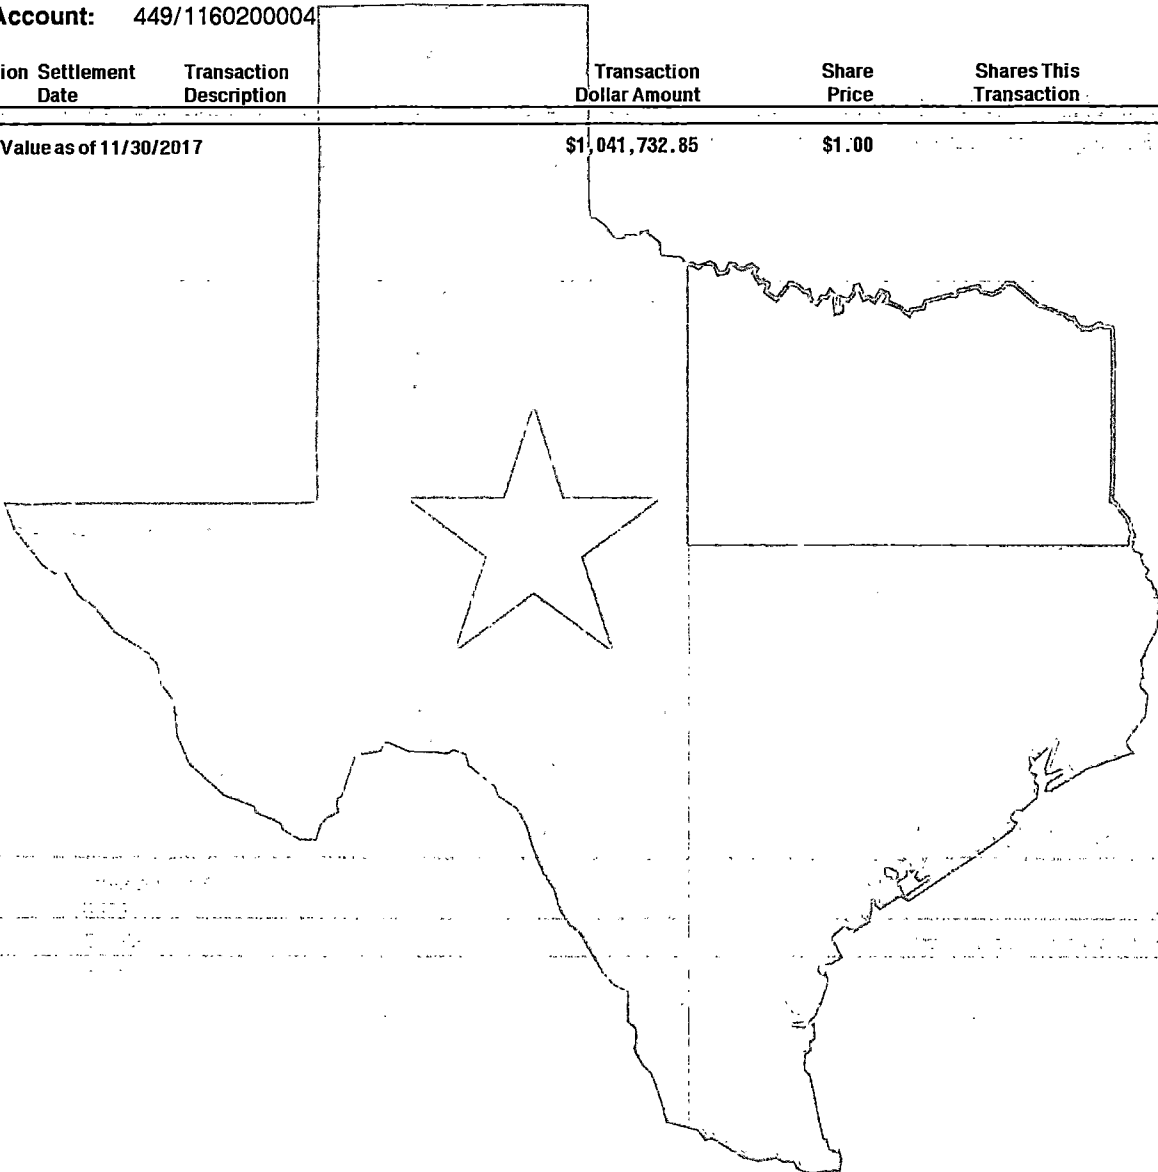 Account: 449/1160200004
ion Settlement Transaction Transaction Share Shares This
Date Description Dollar Amount Price Transaction
Value as of 11/30/2017 $1,041,732.85 $1.00